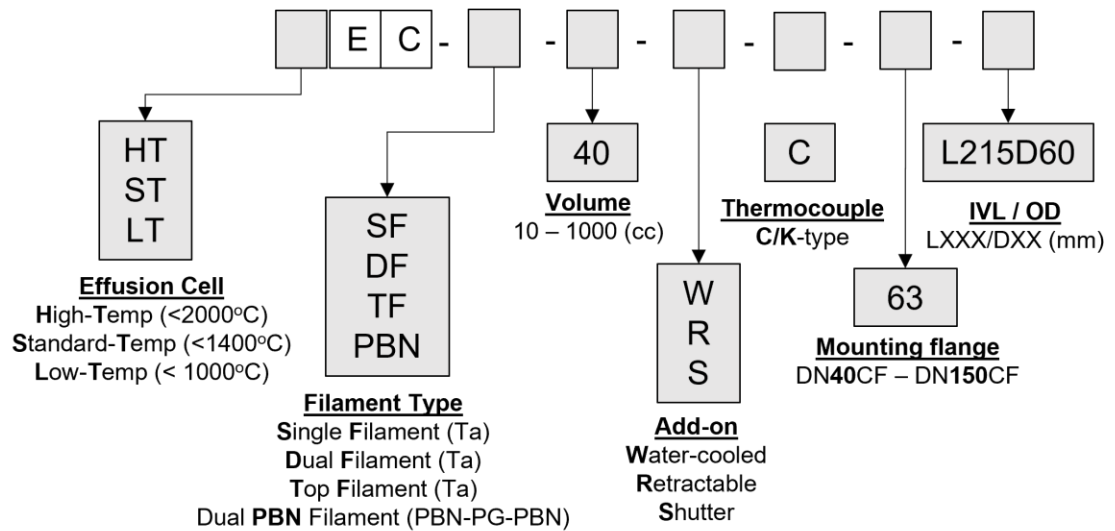 E C - - - - - -
HT
ST
LT
Effusion Cell
High-Temp (<2000°C)
Standard-Temp (<1400°C)
Low-Temp (< 1000°C)
SF
DF
TF
PBN
Filament Type
Single Filament (Ta)
Dual Filament (Ta)
Top Filament (Ta)
Dual PBN Filament (PBN-PG-PBN)
40
Volume
10 – 1000 (cc)
W
R
S
Add-on
Water-cooled
Retractable
Shutter
C
Thermocouple
C/K-type
63
Mounting flange
DN40CF – DN150CF
L215D60
IVL / OD
LXXX/DXX (mm)